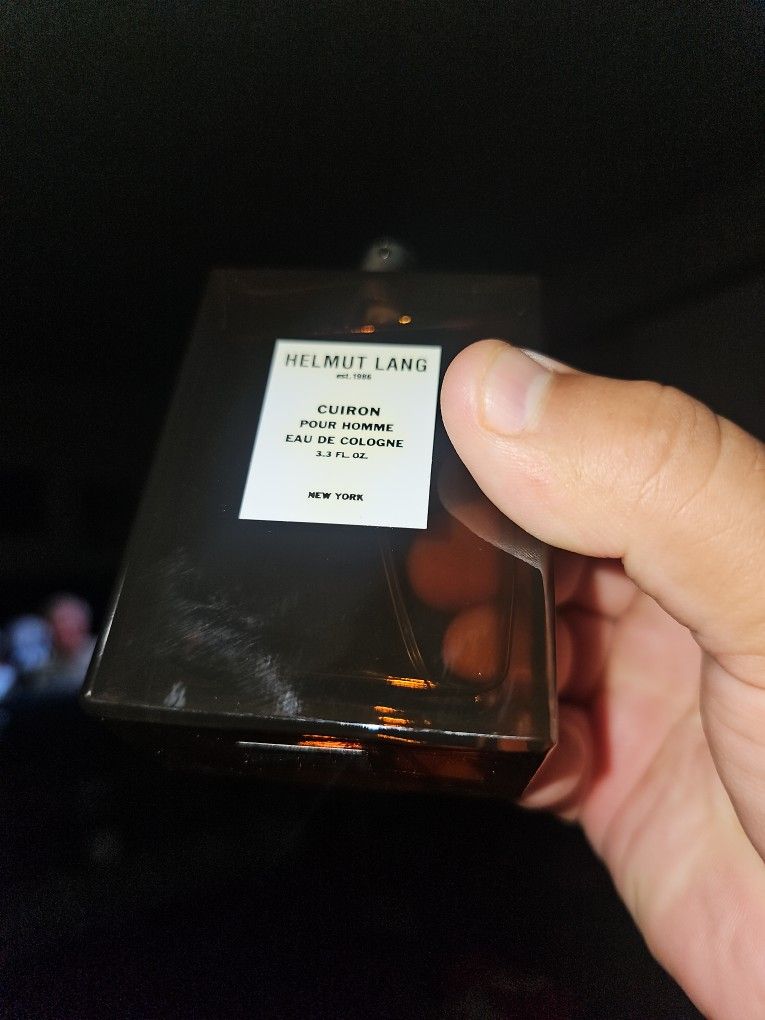 HELMUT LANG
est. 1986
CUIRON
POUR HOMME
EAU DE COLOGNE
3.3 FL. OZ.
NEW YORK